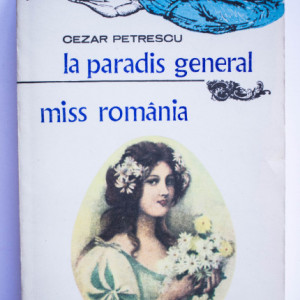 CEZAR PETRESCU
la paradis general
miss românia